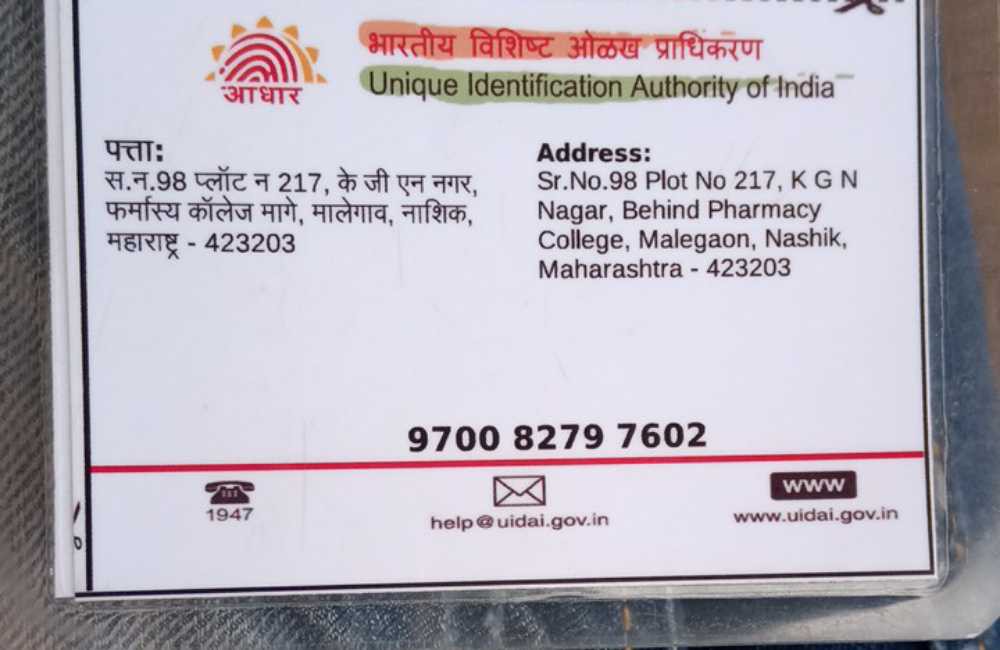 भारतीय विशिष्ट ओळख प्राधिकरण
Unique Identification Authority of India
आधार
पत्ता:
स.न.98 प्लॉट न 217, के जी एन नगर,
फर्मास्य कॉलेज मागे, मालेगाव, नाशिक,
महाराष्ट्र - 423203
Address:
Sr.No.98 Plot No 217, K G N
Nagar, Behind Pharmacy
College, Malegaon, Nashik,
Maharashtra - 423203
9700 8279 7602
1947
help@uidai.gov.in
www
www.uidai.gov.in